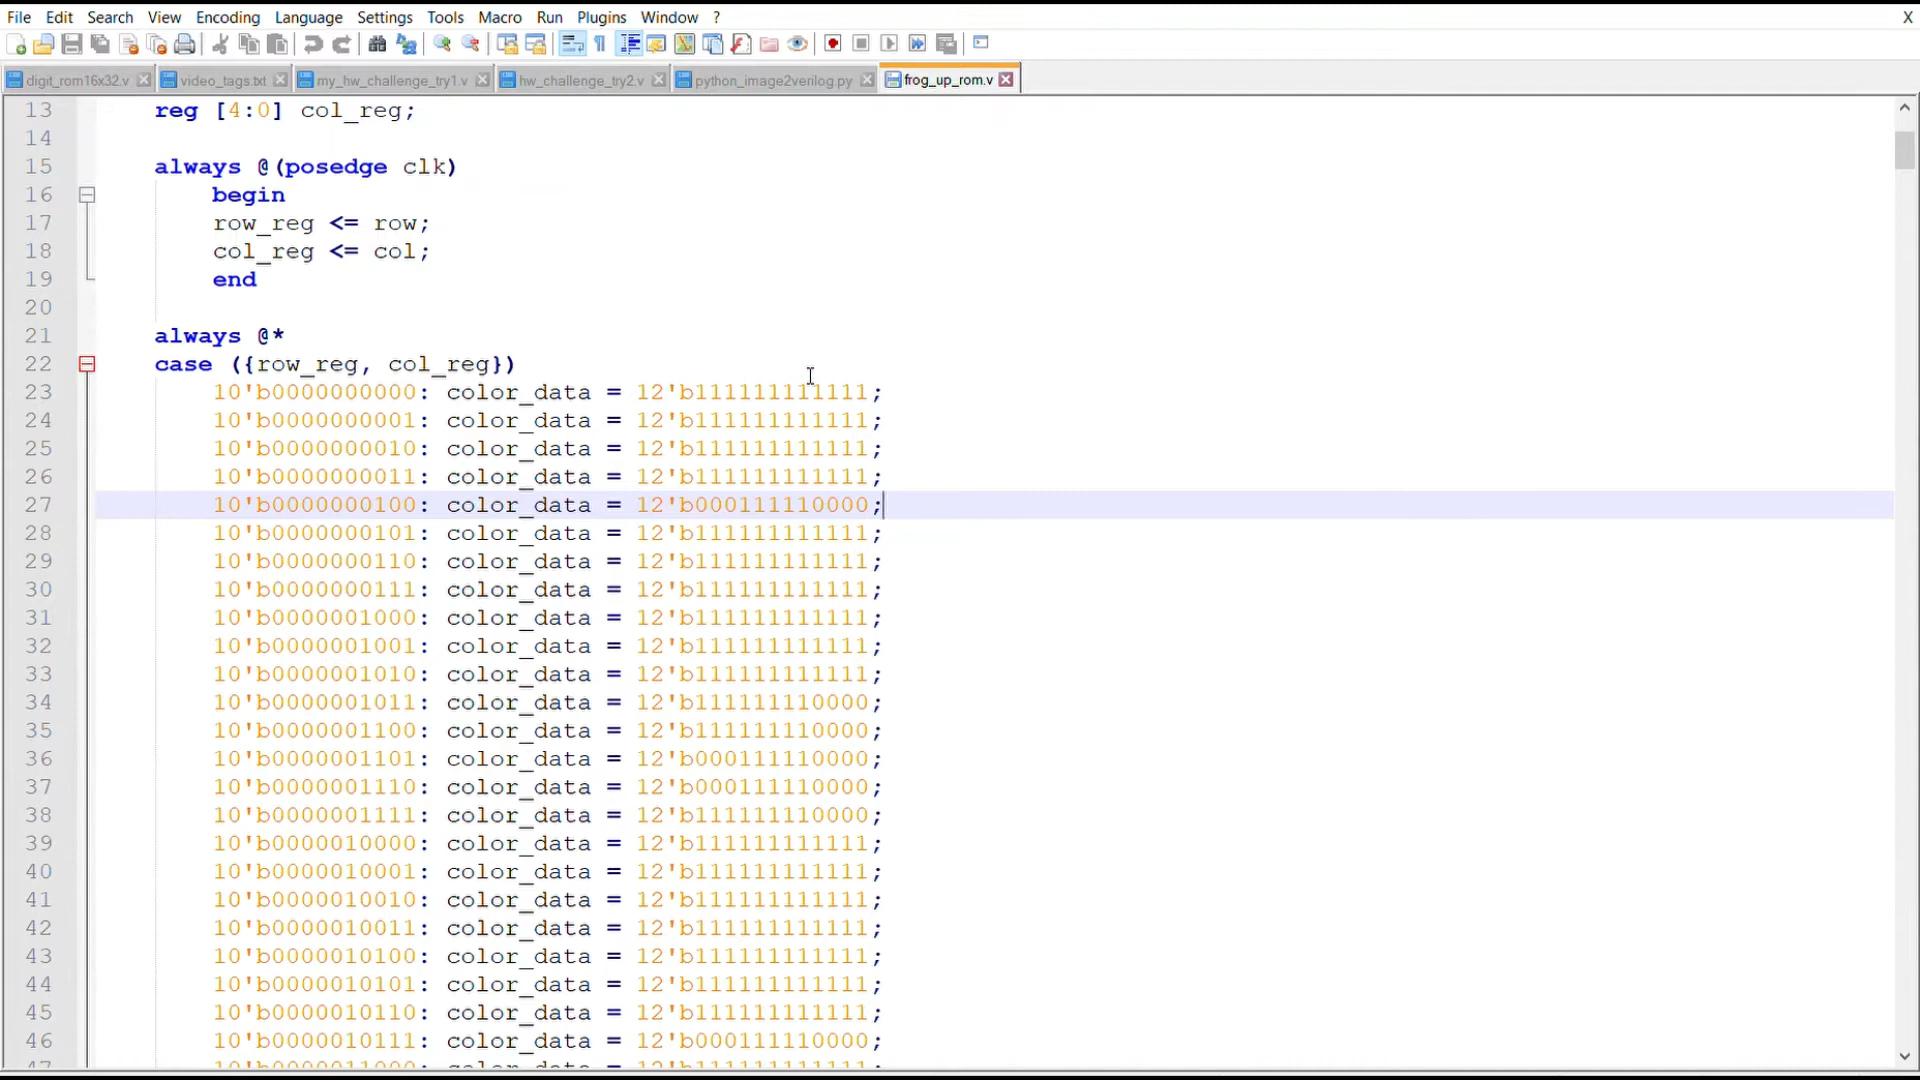 File Edit Search View Encoding Language Settings Tools Macro Run Plugins Window ? X
digit_rom16x32.v video_tags.txt my_hw_challenge_try1.v hw_challenge_try2.v python_image2verilog.py frog_up_rom.v
13 reg [4:0] col_reg;
14
15 always @(posedge clk)
16 begin
17 row_reg <= row;
18 col_reg <= col;
19 end
20
21 always @*
22 case ({row_reg, col_reg})
23 10'b0000000000: color_data = 12'b111111111111;
24 10'b0000000001: color_data = 12'b111111111111;
25 10'b0000000010: color_data = 12'b111111111111;
26 10'b0000000011: color_data = 12'b111111111111;
27 10'b0000000100: color_data = 12'b000111110000;
28 10'b0000000101: color_data = 12'b111111111111;
29 10'b0000000110: color_data = 12'b111111111111;
30 10'b0000000111: color_data = 12'b111111111111;
31 10'b0000001000: color_data = 12'b111111111111;
32 10'b0000001001: color_data = 12'b111111111111;
33 10'b0000001010: color_data = 12'b111111111111;
34 10'b0000001011: color_data = 12'b111111110000;
35 10'b0000001100: color_data = 12'b111111110000;
36 10'b0000001101: color_data = 12'b000111110000;
37 10'b0000001110: color_data = 12'b000111110000;
38 10'b0000001111: color_data = 12'b111111110000;
39 10'b0000010000: color_data = 12'b111111111111;
40 10'b0000010001: color_data = 12'b111111111111;
41 10'b0000010010: color_data = 12'b111111111111;
42 10'b0000010011: color_data = 12'b111111111111;
43 10'b0000010100: color_data = 12'b111111111111;
44 10'b0000010101: color_data = 12'b111111111111;
45 10'b0000010110: color_data = 12'b111111111111;
46 10'b0000010111: color_data = 12'b000111110000;
47 10'b0000011000: color_data = 12'b111111111111;